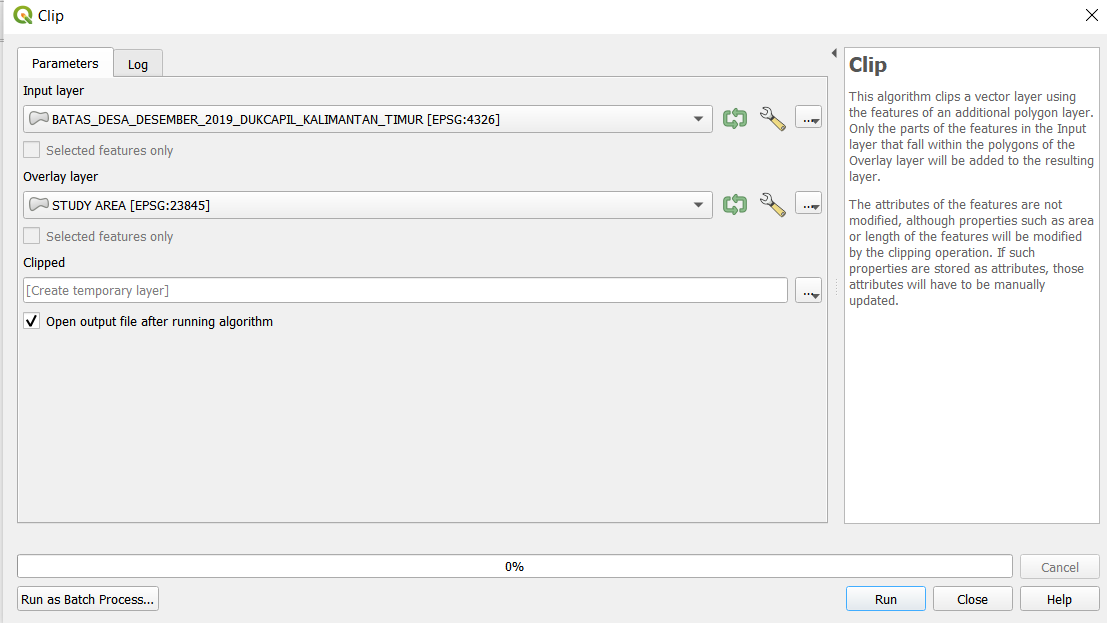 Clip
Parameters
Log
Input layer
BATAS_DESA_DESEMBER_2019_DUKCAPIL_KALIMANTAN_TIMUR [EPSG:4326]
...
Selected features only
Overlay layer
STUDY AREA [EPSG:23845]
...
Selected features only
Clipped
[Create temporary layer]
...
Open output file after running algorithm
Clip
This algorithm clips a vector layer using
the features of an additional polygon layer.
Only the parts of the features in the Input
layer that fall within the polygons of the
Overlay layer will be added to the resulting
layer.
The attributes of the features are not
modified, although properties such as area
or length of the features will be modified
by the clipping operation. If such
properties are stored as attributes, those
attributes will have to be manually
updated.
0%
Cancel
Run as Batch Process...
Run
Close
Help